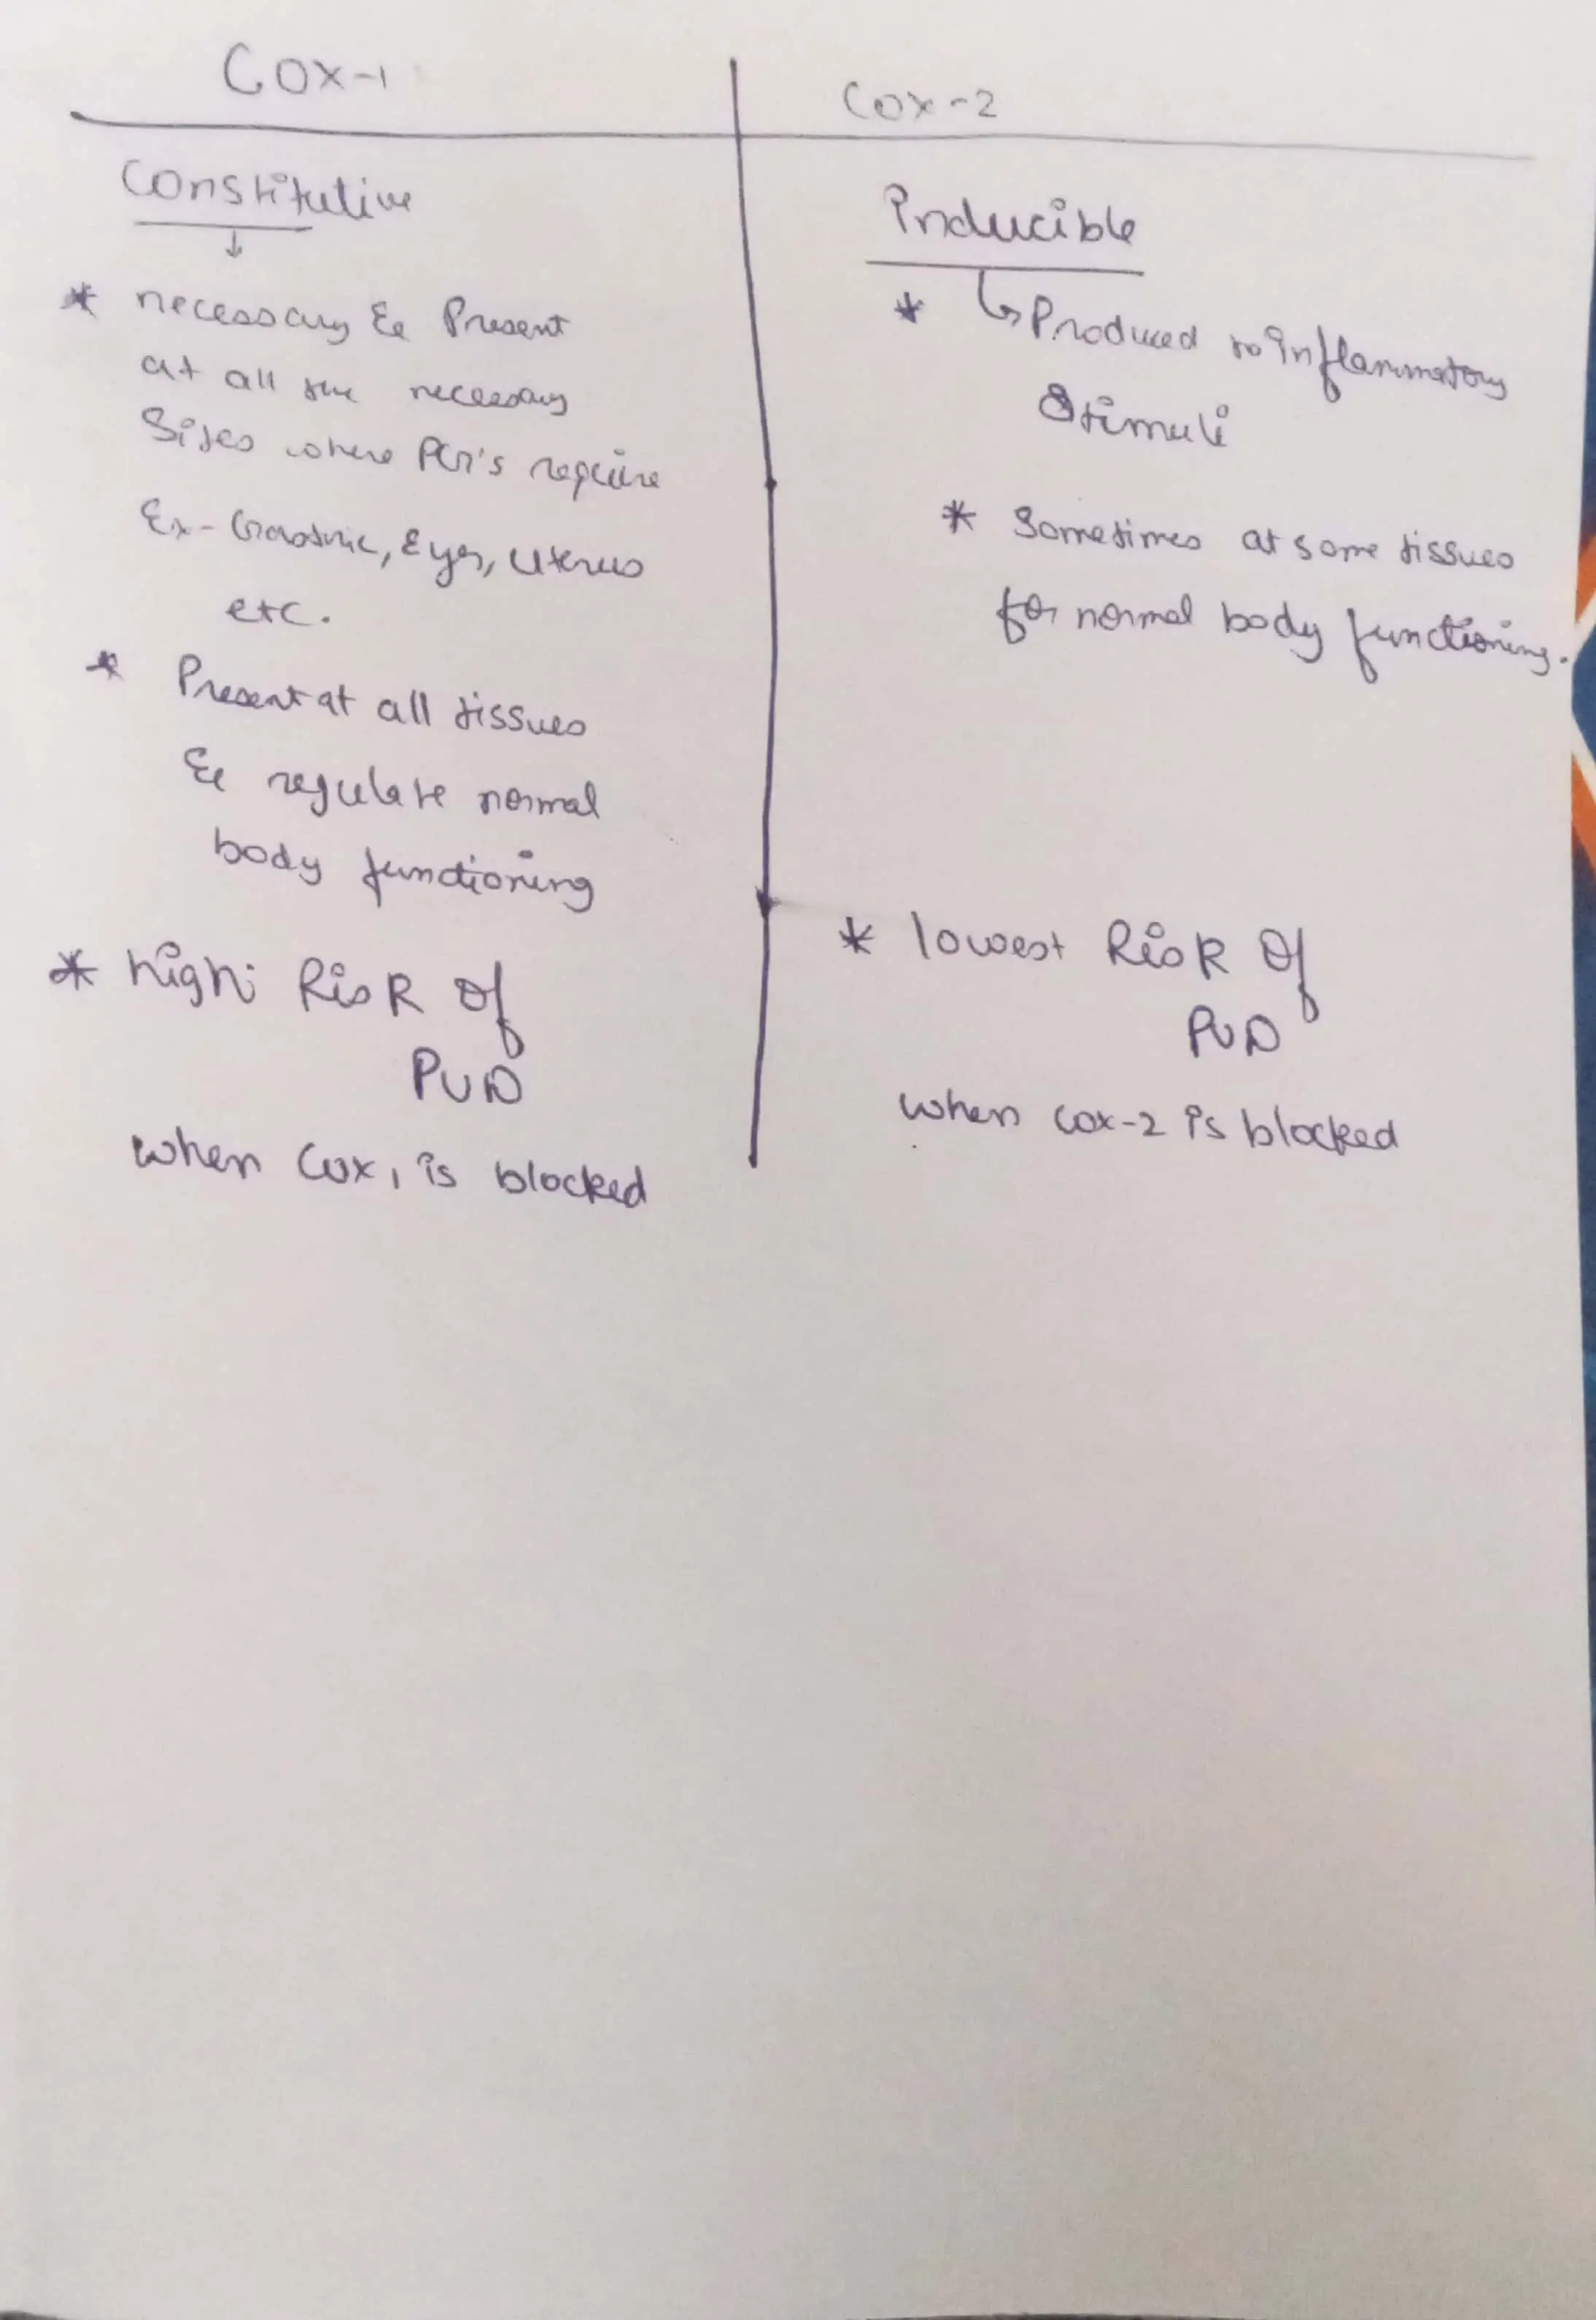 COX-1
Constitutive
↓
* necessary & Present
at all the necessary
Sites where PG's require
Ex- Gastric, Eyes, Uterus
etc.
* Present at all tissues
& regulate normal
body functioning
* high Risk Of
PUD
when Cox1 is blocked
Cox-2
Inducible
* ↳ Produced to inflammatory
Stimuli
* Sometimes at some tissues
for normal body functioning.
* lowest Risk Of
PUD
when cox-2 is blocked